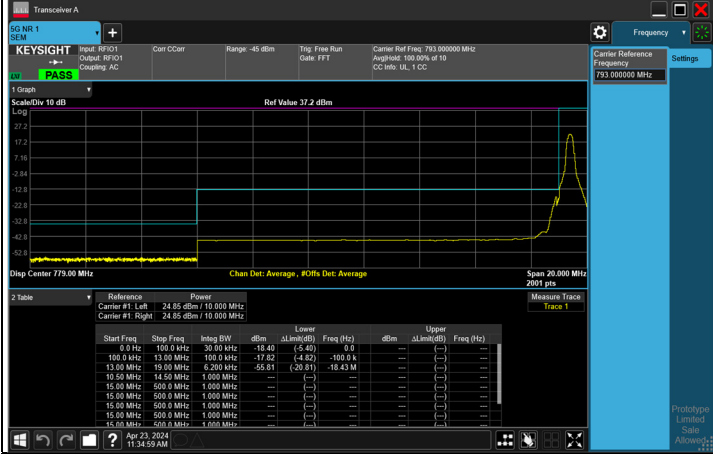 Transceiver A
5G NR 1
SEM
Frequency
KEYSIGHT
Input: RFIO1
Output: RFIO1
Coupling: AC
Corr CCorr
Range: -45 dBm
Trig: Free Run
Gate: FFT
Carrier Ref Freq: 793.000000 MHz
Avg|Hold: 100.00% of 10
CC Info: UL, 1 CC
LVI PASS
Carrier Reference
Frequency
793.000000 MHz
Settings
1 Graph
Scale/Div 10 dB
Ref Value 37.2 dBm
Log
27.2
17.2
7.16
-2.84
-12.8
-22.8
-32.8
-42.8
-52.8
Disp Center 779.00 MHz
Chan Det: Average , #Offs Det: Average
Span 20.000 MHz
2001 pts
2 Table
Reference Power
Carrier #1: Left 24.85 dBm / 10.000 MHz
Carrier #1: Right 24.85 dBm / 10.000 MHz
Measure Trace
Trace 1
Lower Upper
Start Freq Stop Freq Integ BW dBm ΔLimit(dB) Freq (Hz) dBm ΔLimit(dB) Freq (Hz)
0.0 Hz 100.0 kHz 30.00 kHz -18.40 (-5.40) 0.0 --- (---) ---
100.0 kHz 13.00 MHz 100.0 kHz -17.82 (-4.82) -100.0 k --- (---) ---
13.00 MHz 19.00 MHz 6.200 kHz -55.81 (-20.81) -18.43 M --- (---) ---
10.50 MHz 14.50 MHz 1.000 MHz --- (---) --- --- (---) ---
15.00 MHz 500.0 MHz 1.000 MHz --- (---) --- --- (---) ---
15.00 MHz 500.0 MHz 1.000 MHz --- (---) --- --- (---) ---
15.00 MHz 500.0 MHz 1.000 MHz --- (---) --- --- (---) ---
15.00 MHz 500.0 MHz 1.000 MHz --- (---) --- --- (---) ---
Apr 23, 2024
11:34:59 AM
Prototype
Limited
Sale
Allowed